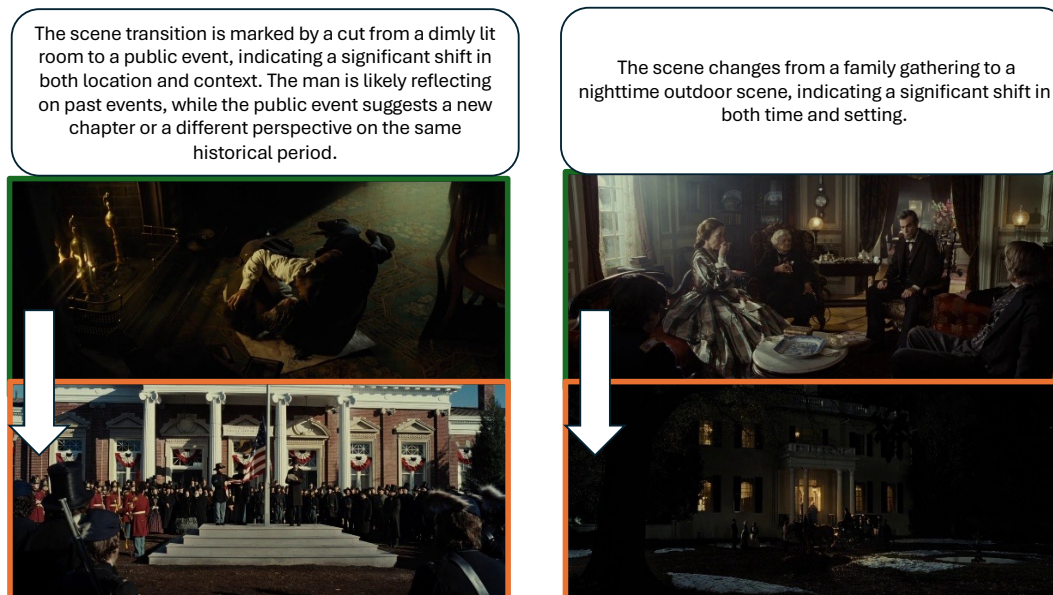 The scene transition is marked by a cut from a dimly lit
room to a public event, indicating a significant shift in
both location and context. The man is likely reflecting
on past events, while the public event suggests a new
chapter or a different perspective on the same
historical period.
The scene changes from a family gathering to a
nighttime outdoor scene, indicating a significant shift in
both time and setting.